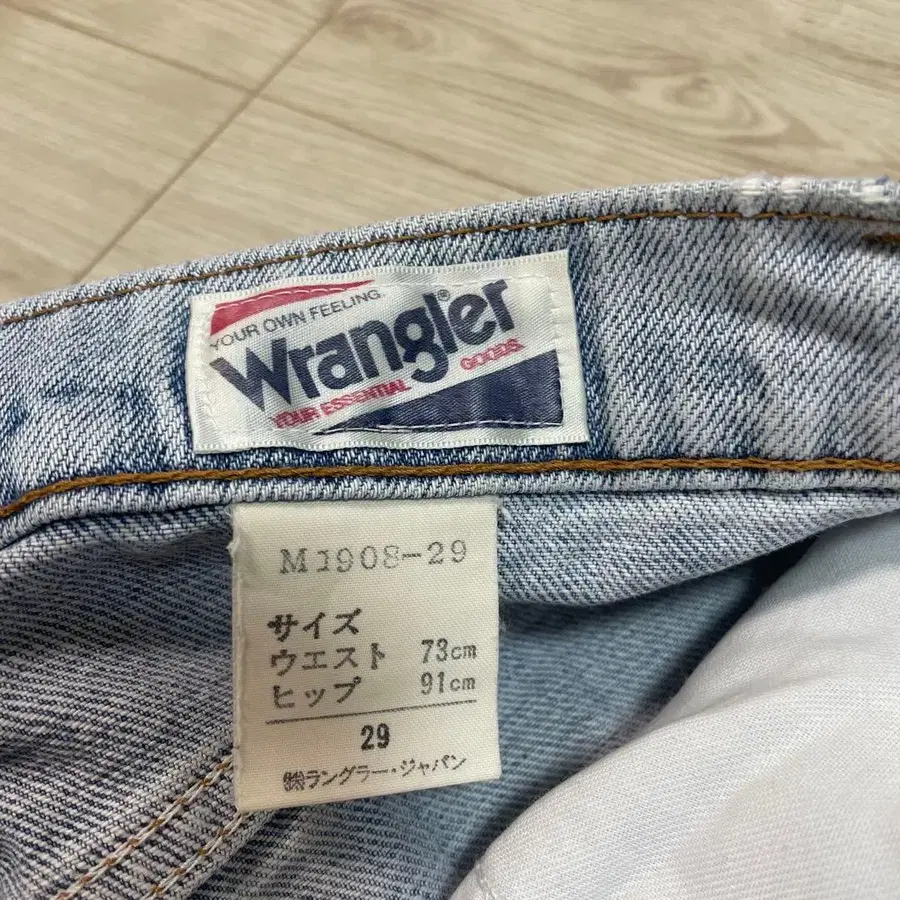 YOUR OWN FEELING
Wrangler®
YOUR ESSENTIAL GOODS.
M1908-29
サイズ
ウエスト 73cm
ヒップ 91cm
29
㈱ラングラー・ジャパン